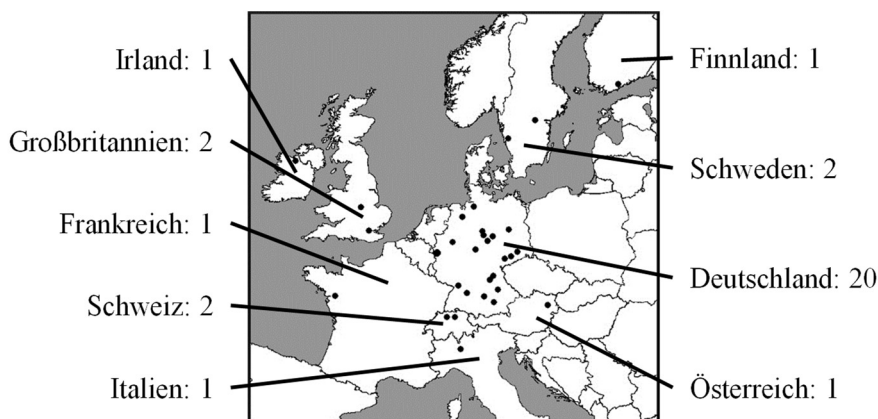 Irland: 1
Großbritannien: 2
Frankreich: 1
Schweiz: 2
Italien: 1
Finnland: 1
Schweden: 2
Deutschland: 20
Österreich: 1